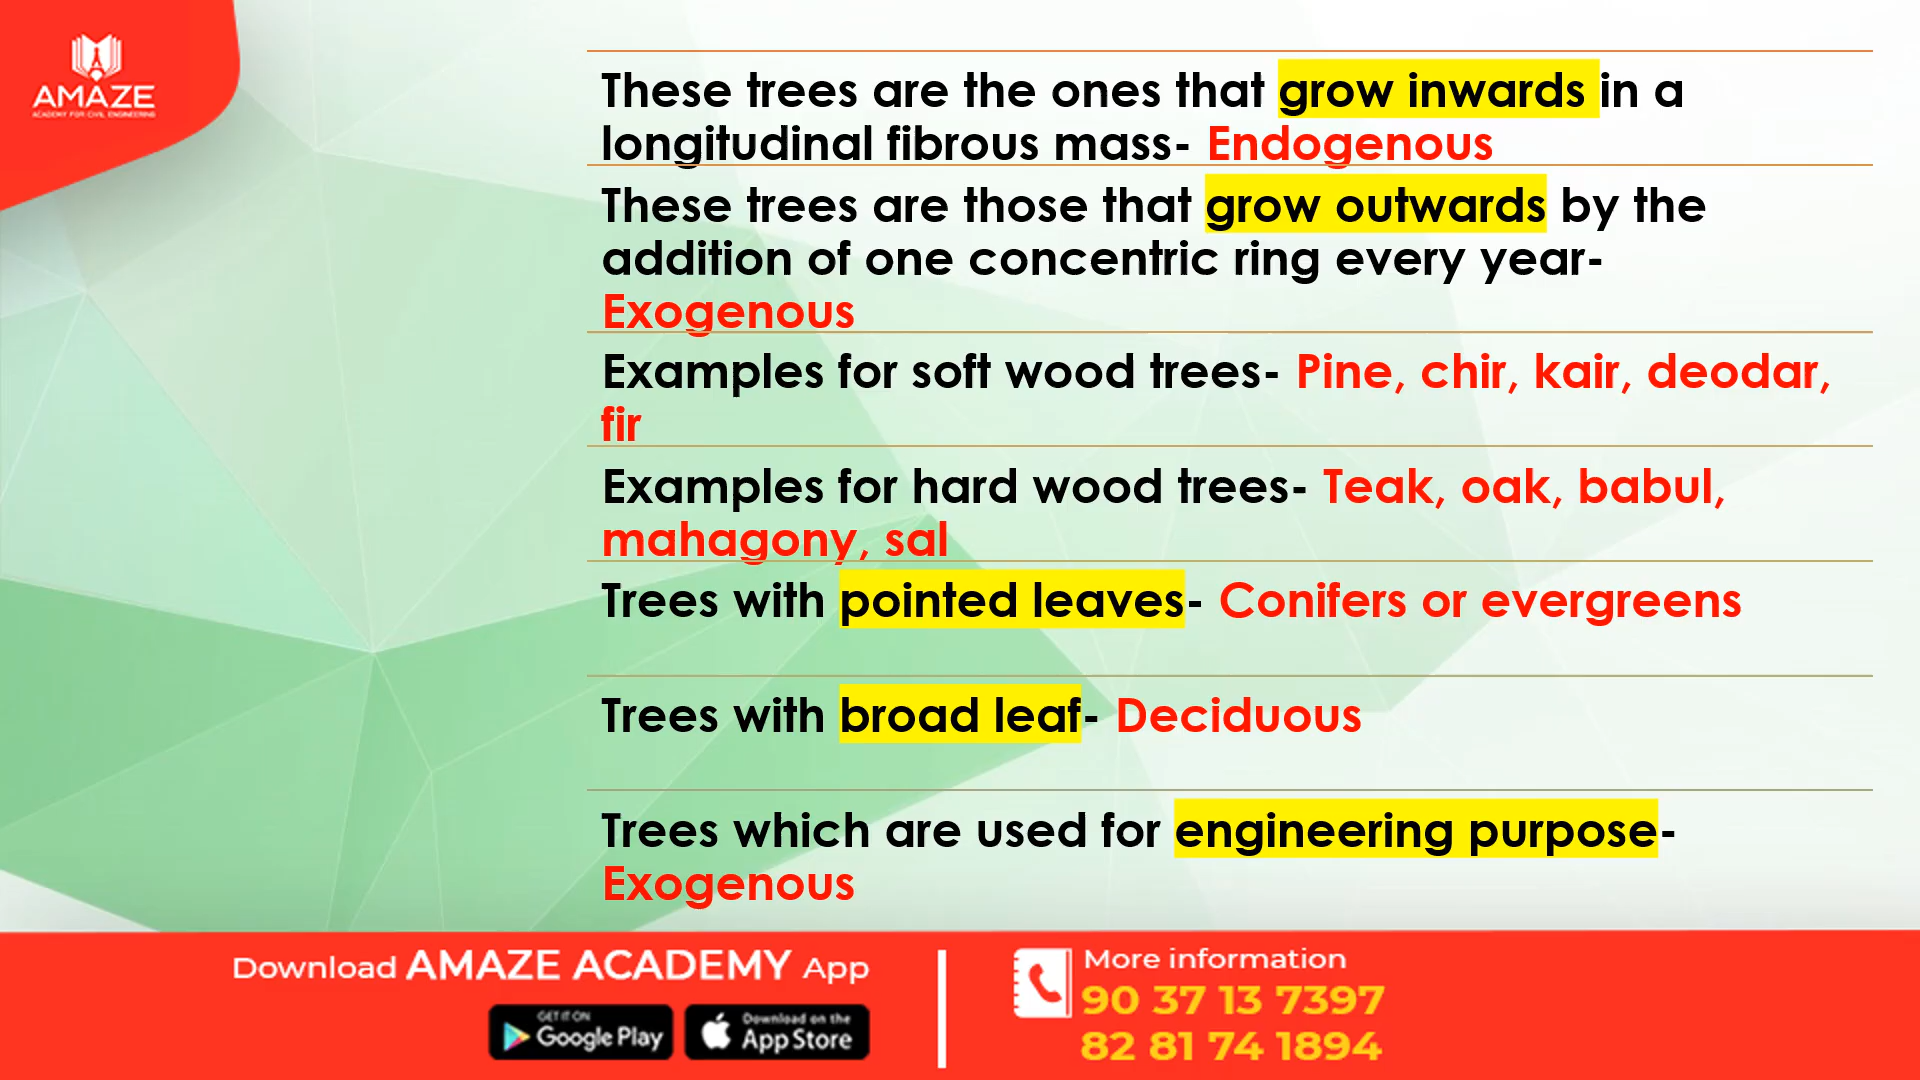 AMAZE
ACADEMY FOR CIVIL ENGINEERING
These trees are the ones that grow inwards in a
longitudinal fibrous mass- Endogenous
These trees are those that grow outwards by the
addition of one concentric ring every year-
Exogenous
Examples for soft wood trees- Pine, chir, kair, deodar,
fir
Examples for hard wood trees- Teak, oak, babul,
mahagony, sal
Trees with pointed leaves- Conifers or evergreens
Trees with broad leaf- Deciduous
Trees which are used for engineering purpose-
Exogenous
Download AMAZE ACADEMY App
GET IT ON
Google Play
Download on the
App Store
More information
90 37 13 7397
82 81 74 1894